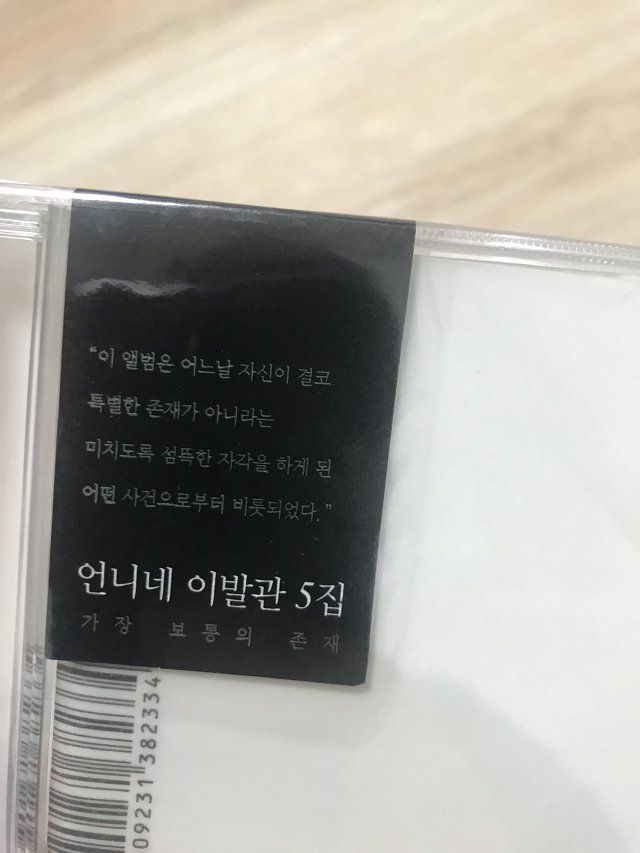 “이 앨범은 어느날 자신이 결코
특별한 존재가 아니라는
미치도록 섬뜩한 자각을 하게 된
어떤 사건으로부터 비롯되었다.”
언니네 이발관 5집
가장 보통의 존재
09231 382334